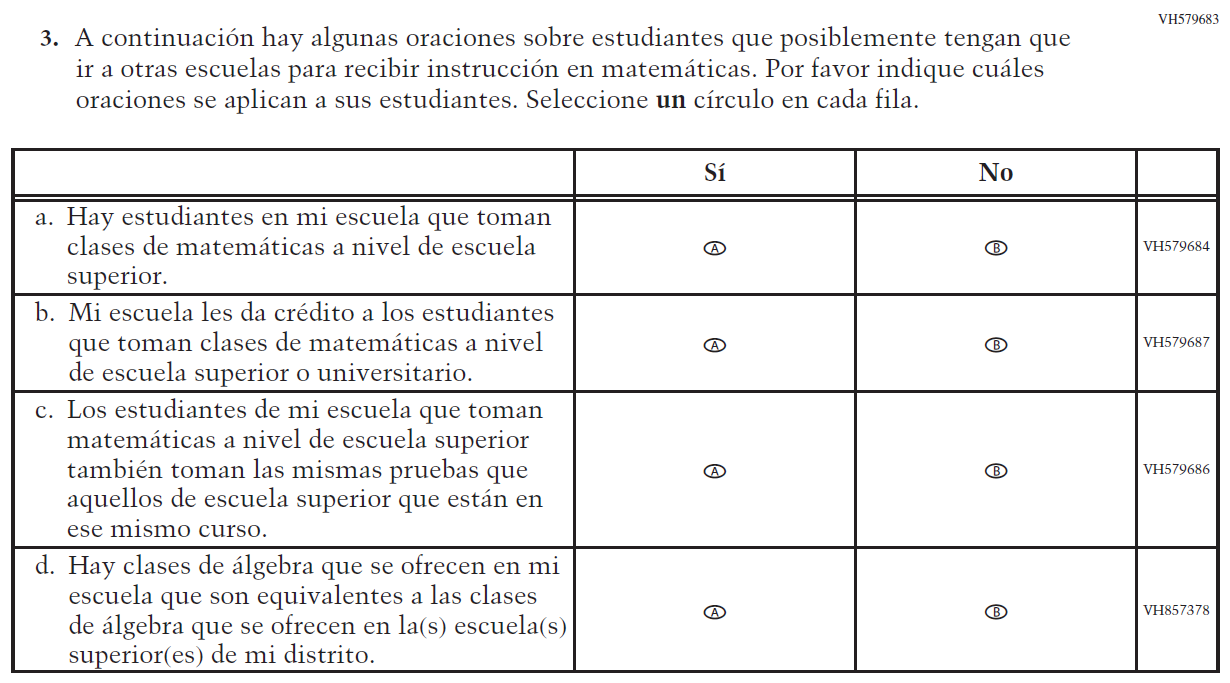 VH579683
3. A continuación hay algunas oraciones sobre estudiantes que posiblemente tengan que
ir a otras escuelas para recibir instrucción en matemáticas. Por favor indique cuáles
oraciones se aplican a sus estudiantes. Seleccione un círculo en cada fila.
Sí No
a. Hay estudiantes en mi escuela que toman
clases de matemáticas a nivel de escuela
superior.
A B VH579684
b. Mi escuela les da crédito a los estudiantes
que toman clases de matemáticas a nivel
de escuela superior o universitario.
A B VH579687
c. Los estudiantes de mi escuela que toman
matemáticas a nivel de escuela superior
también toman las mismas pruebas que
aquellos de escuela superior que están en
ese mismo curso.
A B VH579686
d. Hay clases de álgebra que se ofrecen en mi
escuela que son equivalentes a las clases
de álgebra que se ofrecen en la(s) escuela(s)
superior(es) de mi distrito.
A B VH857378